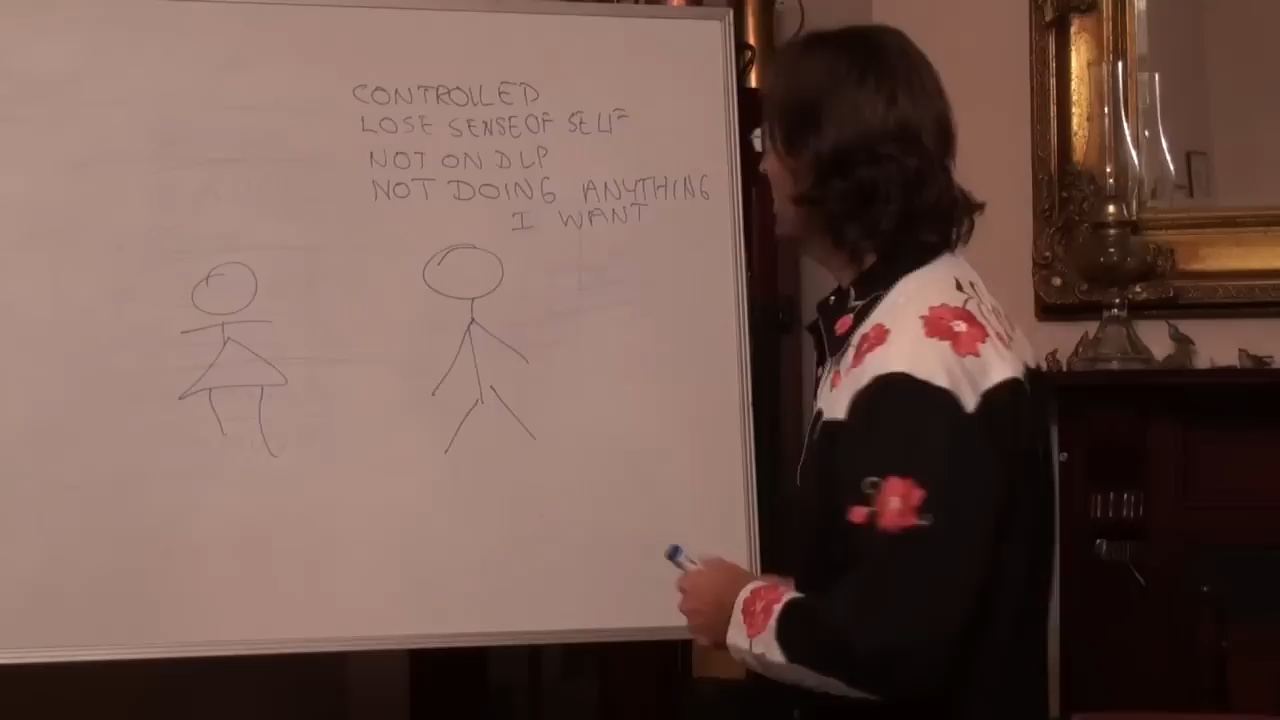 CONTROLLED
LOSE SENSE OF SELF
NOT ON DLP
NOT DOING ANYTHING
I WANT